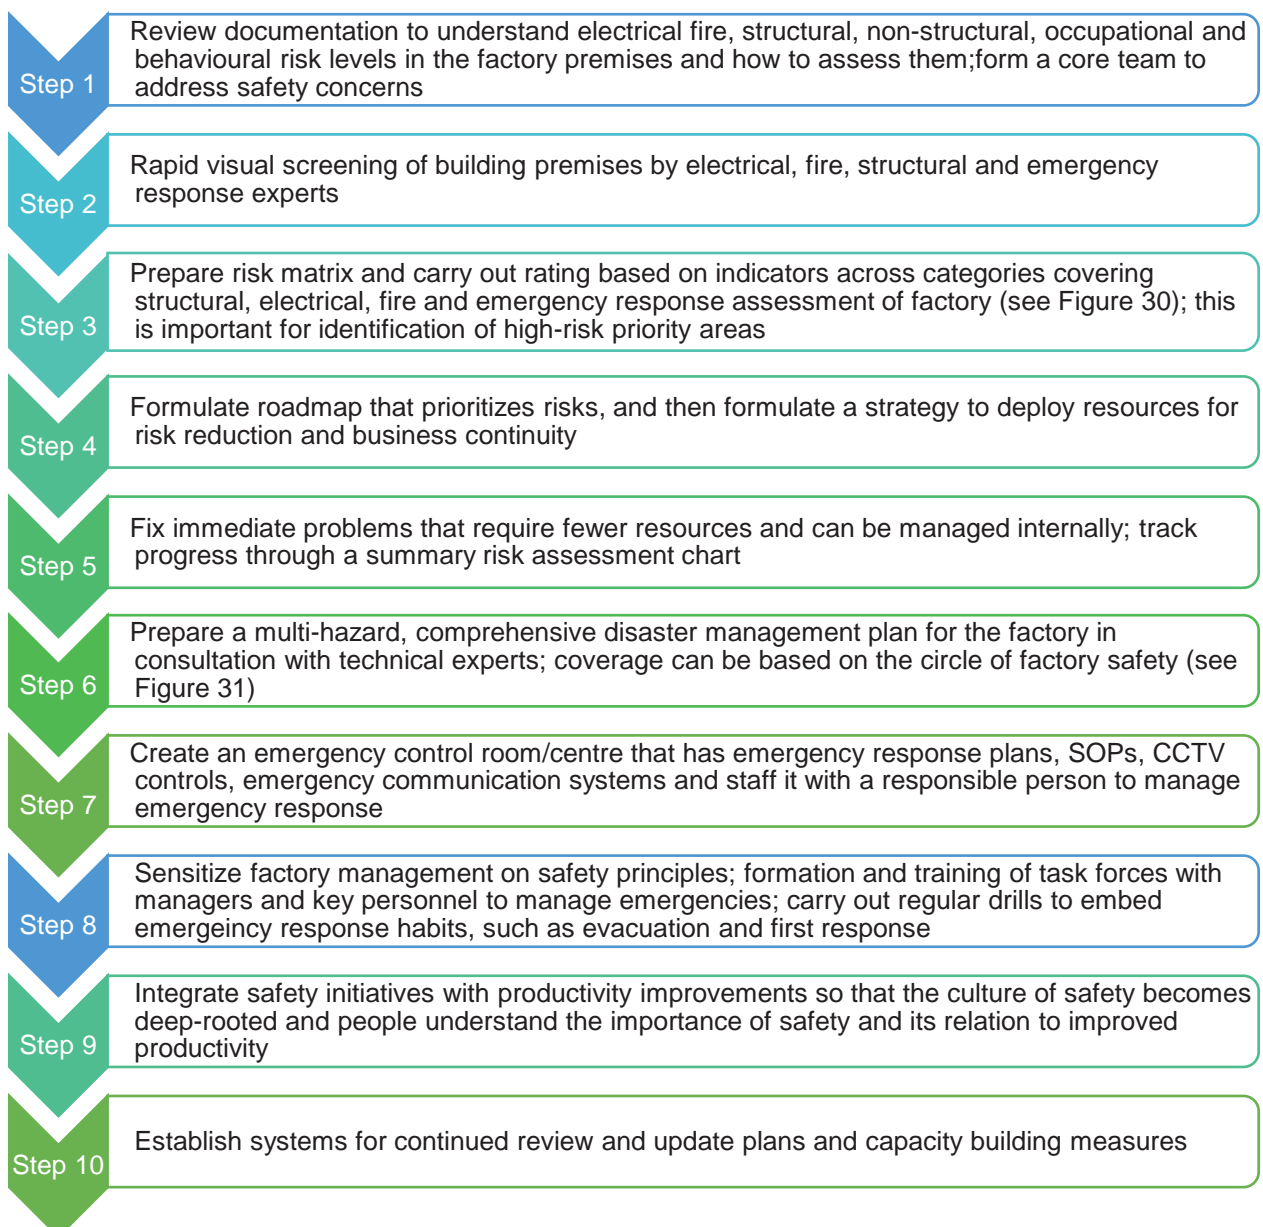 Step 1
Review documentation to understand electrical fire, structural, non-structural, occupational and
behavioural risk levels in the factory premises and how to assess them;form a core team to
address safety concerns
Step 2
Rapid visual screening of building premises by electrical, fire, structural and emergency
response experts
Step 3
Prepare risk matrix and carry out rating based on indicators across categories covering
structural, electrical, fire and emergency response assessment of factory (see Figure 30); this
is important for identification of high-risk priority areas
Step 4
Formulate roadmap that prioritizes risks, and then formulate a strategy to deploy resources for
risk reduction and business continuity
Step 5
Fix immediate problems that require fewer resources and can be managed internally; track
progress through a summary risk assessment chart
Step 6
Prepare a multi-hazard, comprehensive disaster management plan for the factory in
consultation with technical experts; coverage can be based on the circle of factory safety (see
Figure 31)
Step 7
Create an emergency control room/centre that has emergency response plans, SOPs, CCTV
controls, emergency communication systems and staff it with a responsible person to manage
emergency response
Step 8
Sensitize factory management on safety principles; formation and training of task forces with
managers and key personnel to manage emergencies; carry out regular drills to embed
emergeincy response habits, such as evacuation and first response
Step 9
Integrate safety initiatives with productivity improvements so that the culture of safety becomes
deep-rooted and people understand the importance of safety and its relation to improved
productivity
Step 10
Establish systems for continued review and update plans and capacity building measures